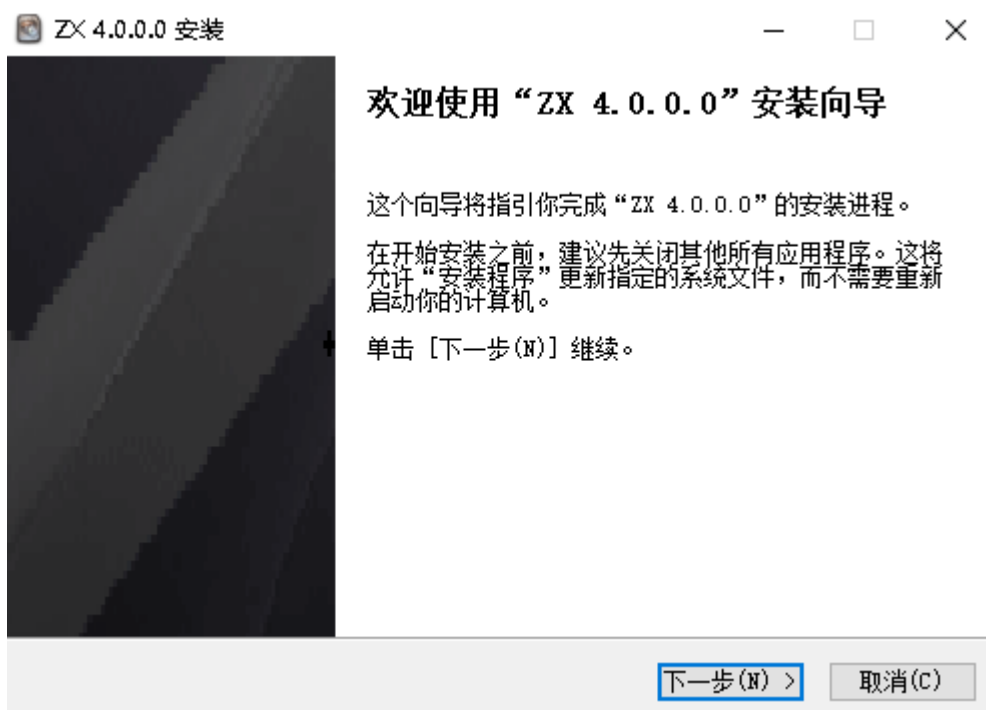 ZX 4.0.0.0 安装
欢迎使用“ZX 4.0.0.0”安装向导
这个向导将指引你完成“ZX 4.0.0.0”的安装进程。
在开始安装之前，建议先关闭其他所有应用程序。这将
允许“安装程序”更新指定的系统文件，而不需要重新
启动你的计算机。
单击 [下一步(N)] 继续。
下一步(N) >
取消(C)